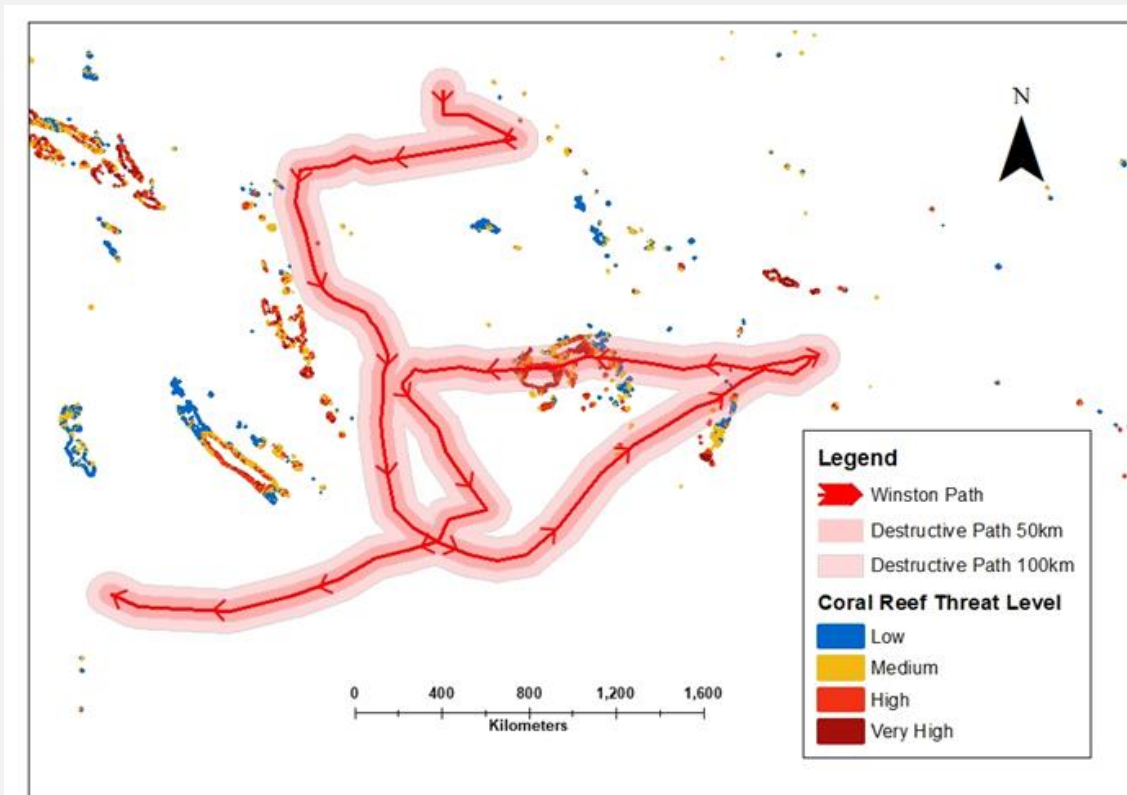 N
Legend
Winston Path
Destructive Path 50km
Destructive Path 100km
Coral Reef Threat Level
Low
Medium
High
Very High
0 400 800 1,200 1,600
Kilometers